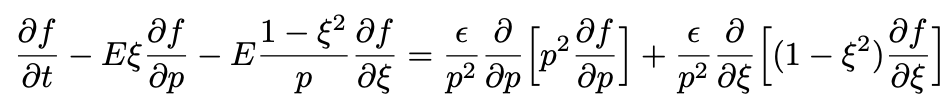 ∂f/∂t − Eξ ∂f/∂p − E (1 − ξ²)/p ∂f/∂ξ = ϵ/p² ∂/∂p [p² ∂f/∂p] + ϵ/p² ∂/∂ξ [(1 − ξ²) ∂f/∂ξ]